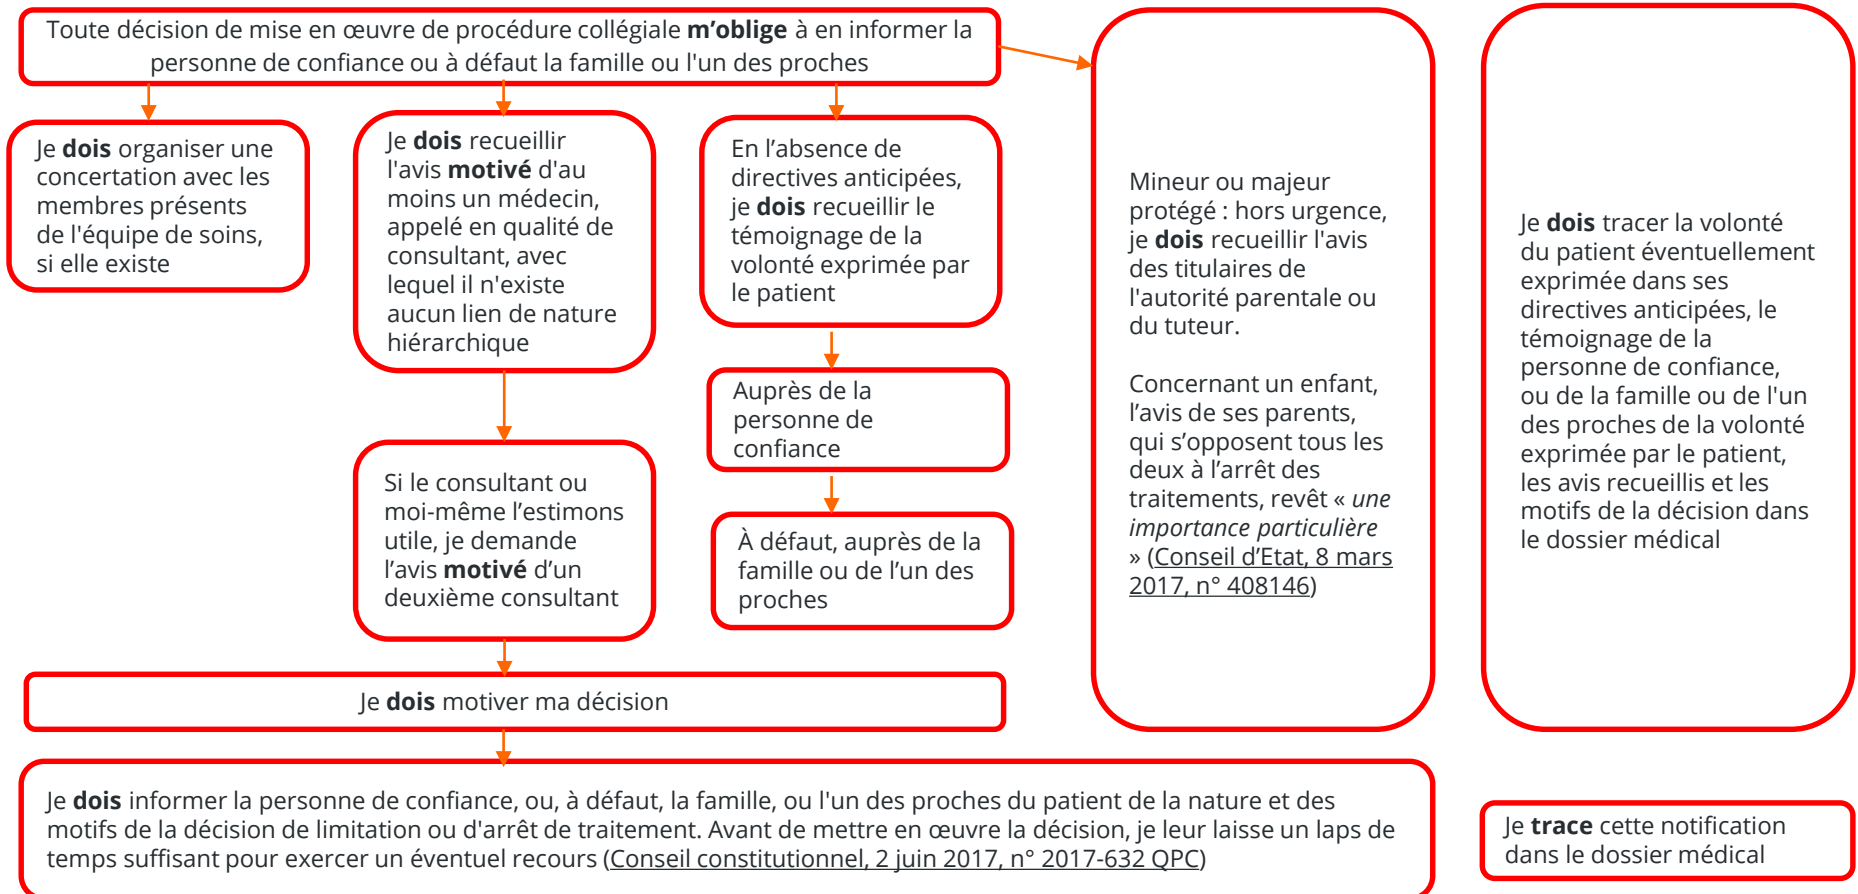 Toute décision de mise en œuvre de procédure collégiale m’oblige à en informer la
personne de confiance ou à défaut la famille ou l'un des proches
Je dois organiser une
concertation avec les
membres présents
de l'équipe de soins,
si elle existe
Je dois recueillir
l'avis motivé d'au
moins un médecin,
appelé en qualité de
consultant, avec
lequel il n'existe
aucun lien de nature
hiérarchique
Si le consultant ou
moi-même l’estimons
utile, je demande
l’avis motivé d’un
deuxième consultant
En l’absence de
directives anticipées,
je dois recueillir le
témoignage de la
volonté exprimée par
le patient
Auprès de la
personne de
confiance
À défaut, auprès de la
famille ou de l’un des
proches
Mineur ou majeur
protégé : hors urgence,
je dois recueillir l'avis
des titulaires de
l'autorité parentale ou
du tuteur.
Concernant un enfant,
l’avis de ses parents,
qui s’opposent tous les
deux à l’arrêt des
traitements, revêt « une
importance particulière
» (Conseil d’Etat, 8 mars
2017, n° 408146)
Je dois tracer la volonté
du patient éventuellement
exprimée dans ses
directives anticipées, le
témoignage de la
personne de confiance,
ou de la famille ou de l'un
des proches de la volonté
exprimée par le patient,
les avis recueillis et les
motifs de la décision dans
le dossier médical
Je dois motiver ma décision
Je dois informer la personne de confiance, ou, à défaut, la famille, ou l'un des proches du patient de la nature et des
motifs de la décision de limitation ou d'arrêt de traitement. Avant de mettre en œuvre la décision, je leur laisse un laps de
temps suffisant pour exercer un éventuel recours (Conseil constitutionnel, 2 juin 2017, n° 2017-632 QPC)
Je trace cette notification
dans le dossier médical